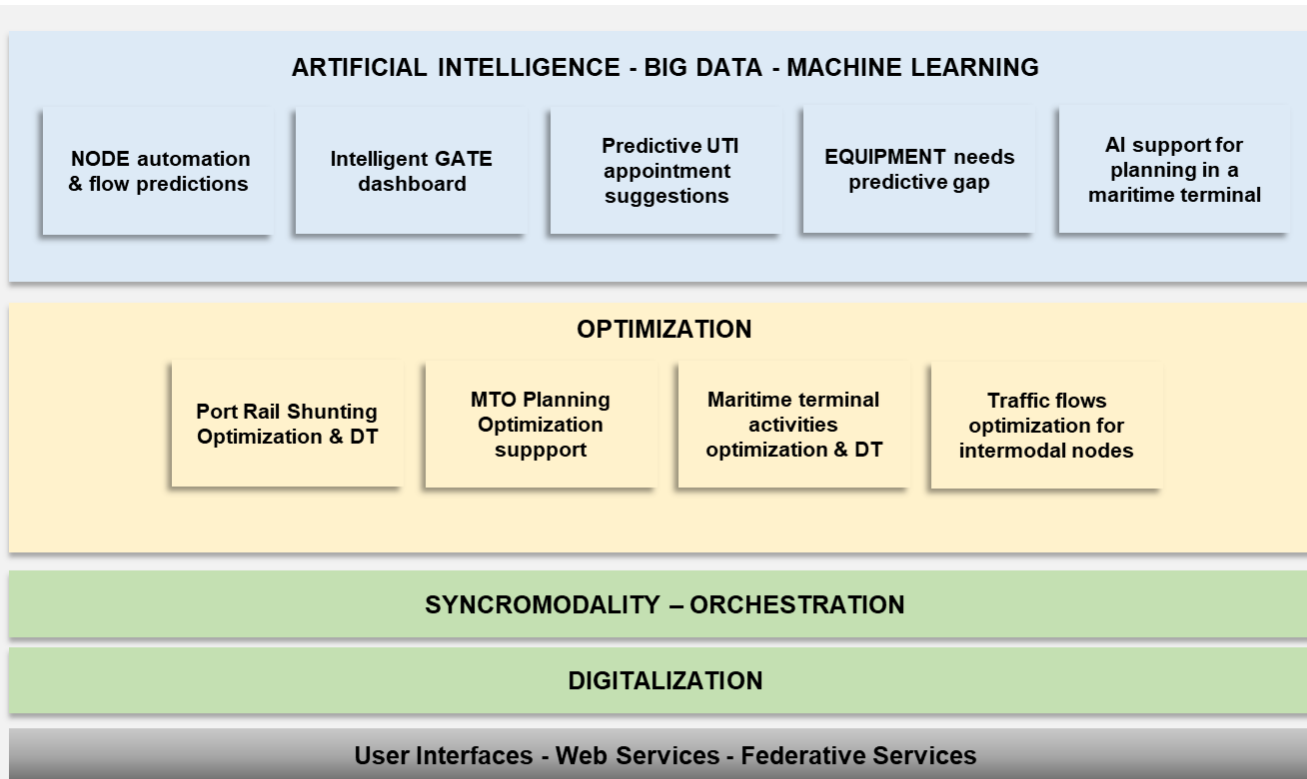 ARTIFICIAL INTELLIGENCE - BIG DATA - MACHINE LEARNING
NODE automation
& flow predictions
Intelligent GATE
dashboard
Predictive UTI
appointment
suggestions
EQUIPMENT needs
predictive gap
AI support for
planning in a
maritime terminal
OPTIMIZATION
Port Rail Shunting
Optimization & DT
MTO Planning
Optimization
suppport
Maritime terminal
activities
optimization & DT
Traffic flows
optimization for
intermodal nodes
SYNCROMODALITY – ORCHESTRATION
DIGITALIZATION
User Interfaces - Web Services - Federative Services